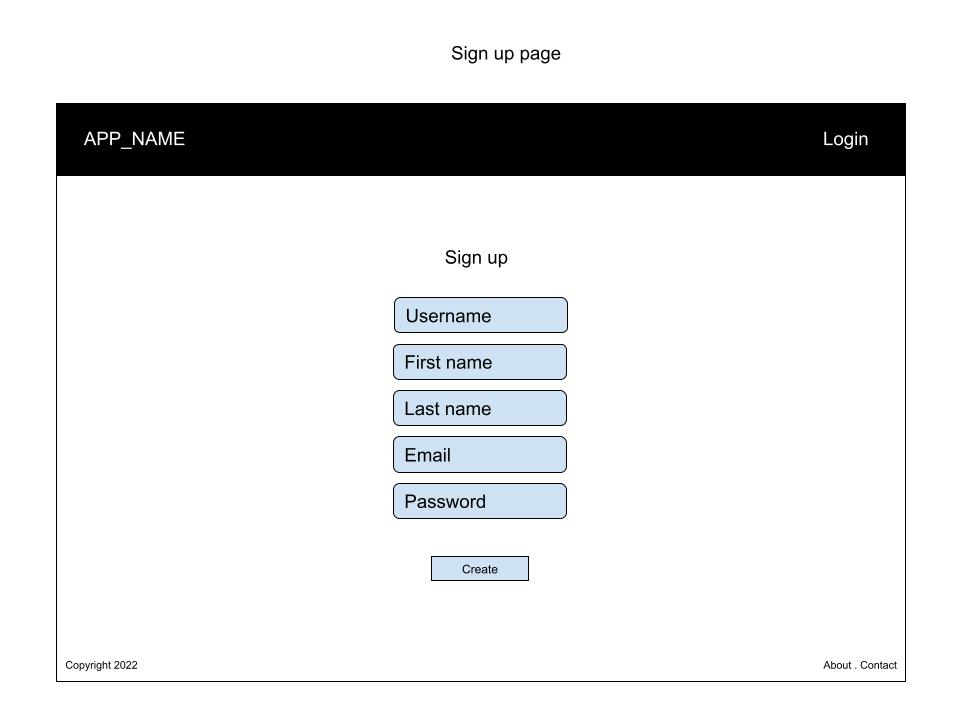 Sign up page
APP_NAME Login
Sign up
Username
First name
Last name
Email
Password
Create
Copyright 2022 About . Contact